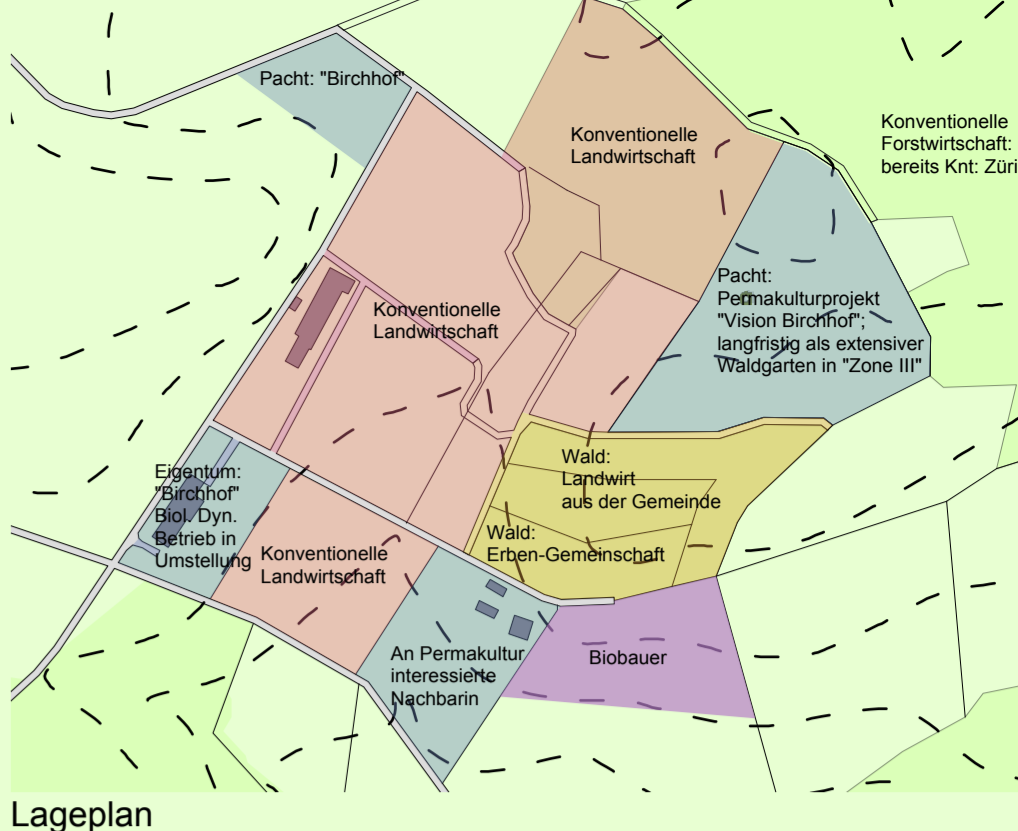 Pacht: "Birchhof"
Konventionelle
Landwirtschaft
Konventionelle
Forstwirtschaft:
bereits Knt: Züri
Pacht:
Permakulturprojekt
"Vision Birchhof";
langfristig als extensiver
Waldgarten in "Zone III"
Konventionelle
Landwirtschaft
Wald:
Landwirt
aus der Gemeinde
Eigentum:
"Birchhof"
Biol. Dyn.
Betrieb in
Umstellung
Wald:
Erben-Gemeinschaft
Konventionelle
Landwirtschaft
An Permakultur
interessierte
Nachbarin
Biobauer
Lageplan